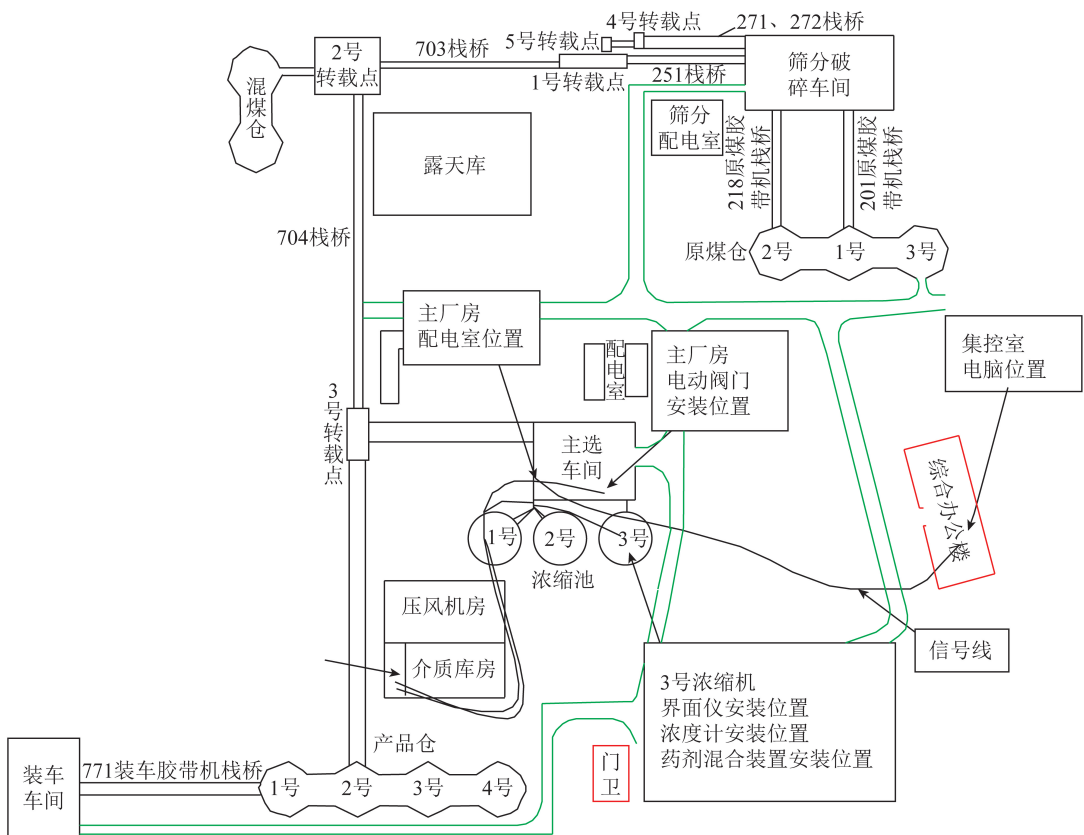 4号转载点
271、272栈桥
5号转载点
2号
转载点
703栈桥
1号转载点
251栈桥
筛分破
碎车间
混煤仓
露天库
筛分
配电室
218原煤胶
带机栈桥
201原煤胶
带机栈桥
704栈桥
原煤仓
2号
1号
3号
主厂房
配电室位置
配电室
主厂房
电动阀门
安装位置
集控室
电脑位置
3号转载点
主选
车间
综合办公楼
1号
2号
3号
浓缩池
压风机房
介质库房
信号线
3号浓缩机
界面仪安装位置
浓度计安装位置
药剂混合装置安装位置
产品仓
门卫
装车
车间
771装车胶带机栈桥
1号
2号
3号
4号